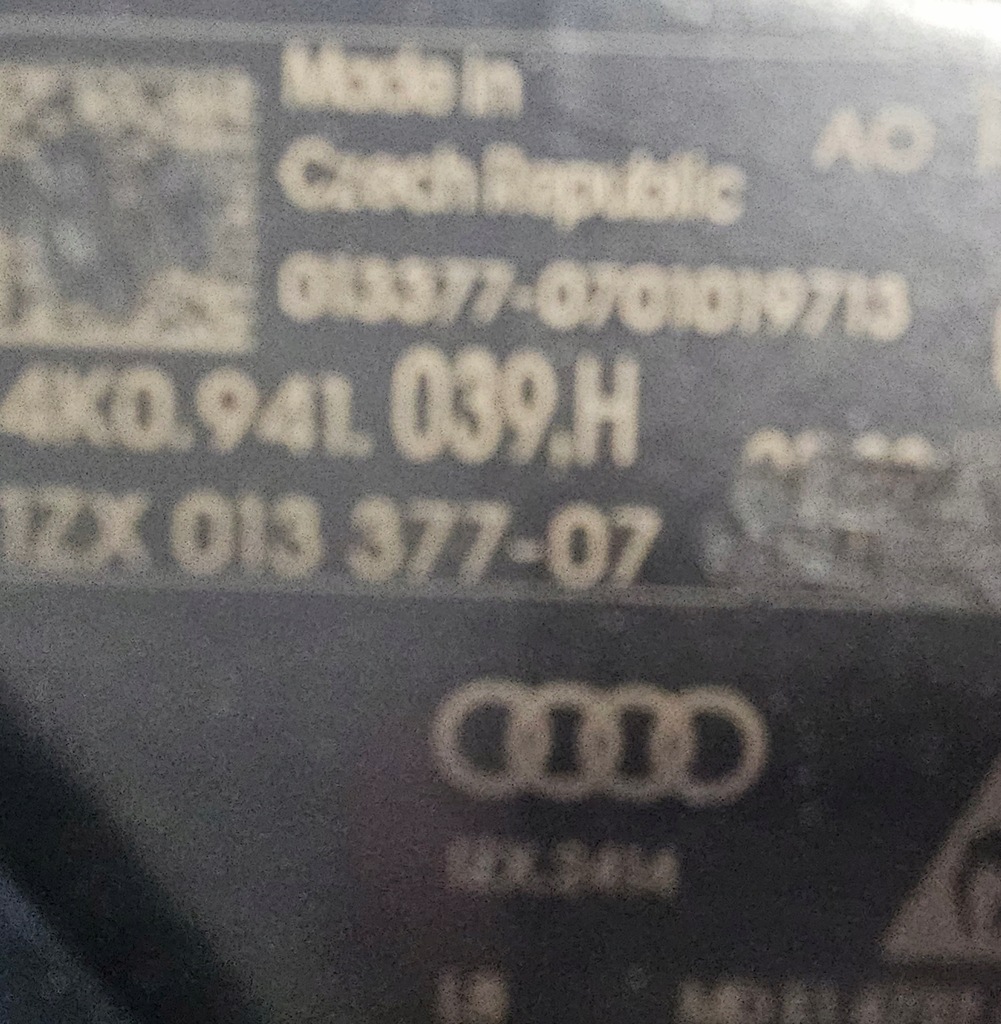 Made in
Czech Republic
AO
013377-0701019713
4K0.941. 039.H
1ZX 013 377-07